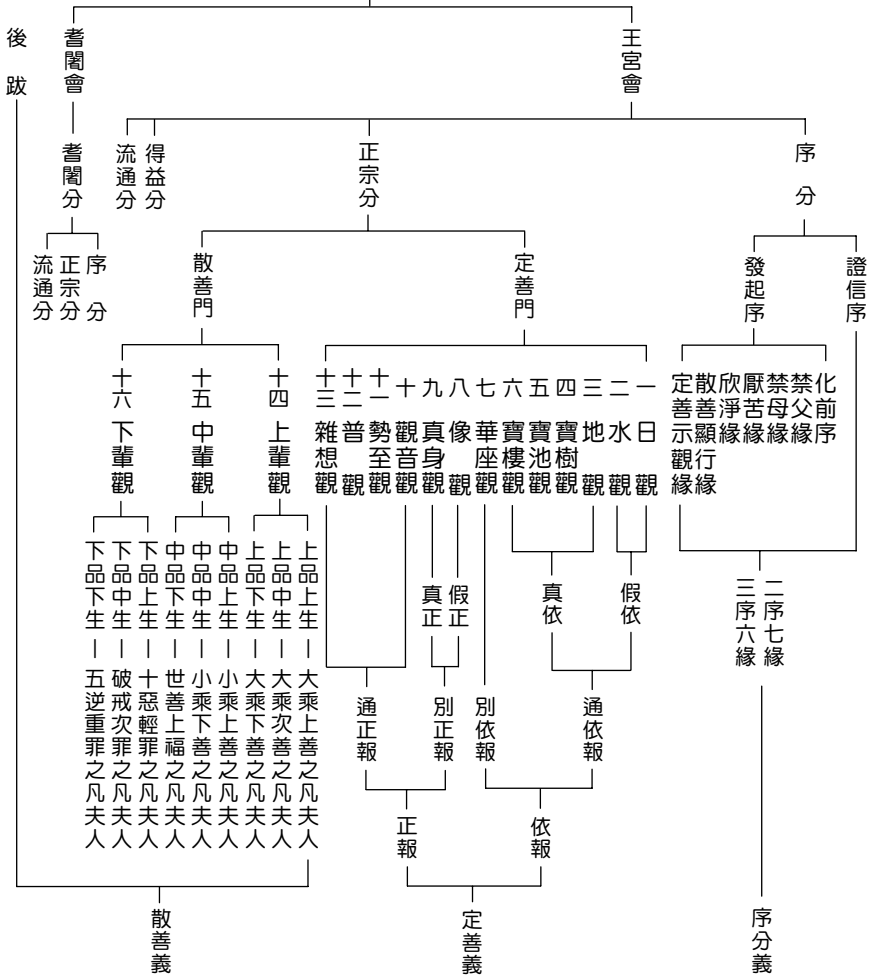 王宮會
耆闍會
後跋
序分
正宗分
得益分
流通分
耆闍分
證信序
發起序
定善門
散善門
序分
正宗分
流通分
化前序
禁父緣
禁母緣
厭苦緣
欣淨緣
散善顯行緣
定善示觀緣
一 日觀
二 水觀
三 地觀
四 寶樹觀
五 寶池觀
六 寶樓觀
七 華座觀
八 像觀
九 真身觀
十 觀音觀
十一 勢至觀
十二 普觀
十三 雜想觀
十四 上輩觀
十五 中輩觀
十六 下輩觀
上品上生－大乘上善之凡夫人
上品中生－大乘次善之凡夫人
上品下生－大乘下善之凡夫人
中品上生－小乘上善之凡夫人
中品中生－小乘下善之凡夫人
中品下生－世善上福之凡夫人
下品上生－十惡輕罪之凡夫人
下品中生－破戒次罪之凡夫人
下品下生－五逆重罪之凡夫人
二序七緣
三序六緣
假依
真依
假正
真正
通依報
別依報
別正報
通正報
依報
正報
序分義
定善義
散善義